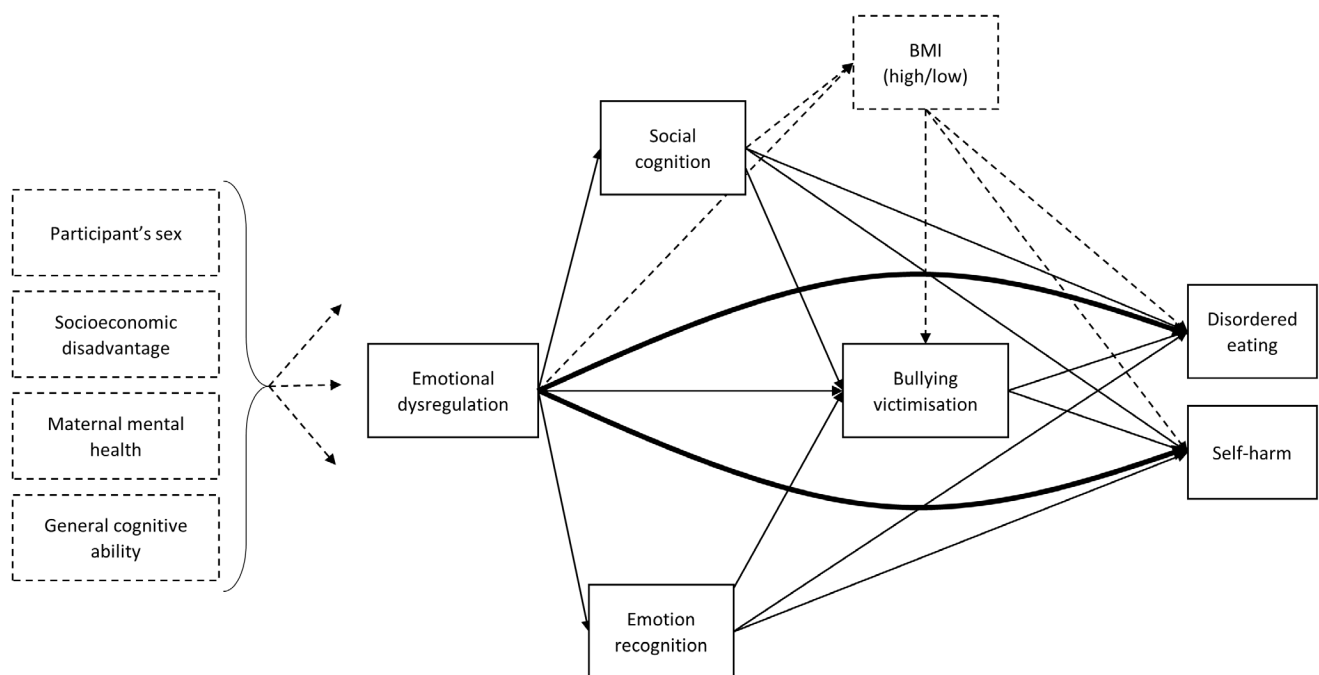 Participant's sex
Socioeconomic
disadvantage
Maternal mental
health
General cognitive
ability
Emotional
dysregulation
Social
cognition
Emotion
recognition
BMI
(high/low)
Bullying
victimisation
Disordered
eating
Self-harm